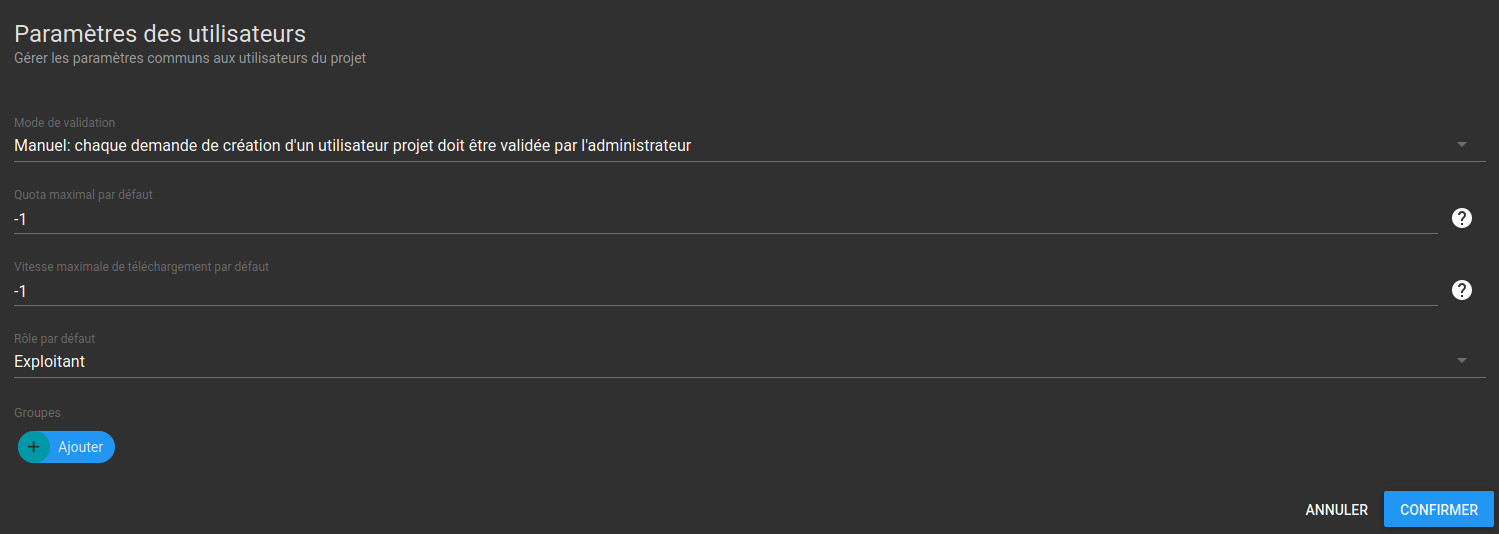 Paramètres des utilisateurs
Gérer les paramètres communs aux utilisateurs du projet
Mode de validation
Manuel: chaque demande de création d'un utilisateur projet doit être validée par l'administrateur
Quota maximal par défaut
-1
Vitesse maximale de téléchargement par défaut
-1
Rôle par défaut
Exploitant
Groupes
+ Ajouter
ANNULER CONFIRMER